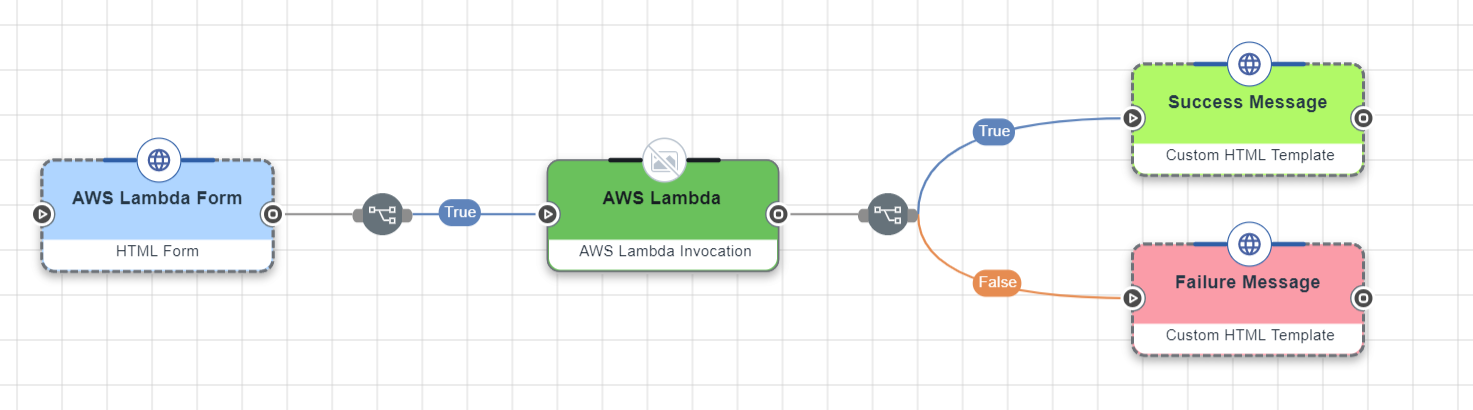 AWS Lambda Form
HTML Form
True
AWS Lambda
AWS Lambda Invocation
True
False
Success Message
Custom HTML Template
Failure Message
Custom HTML Template